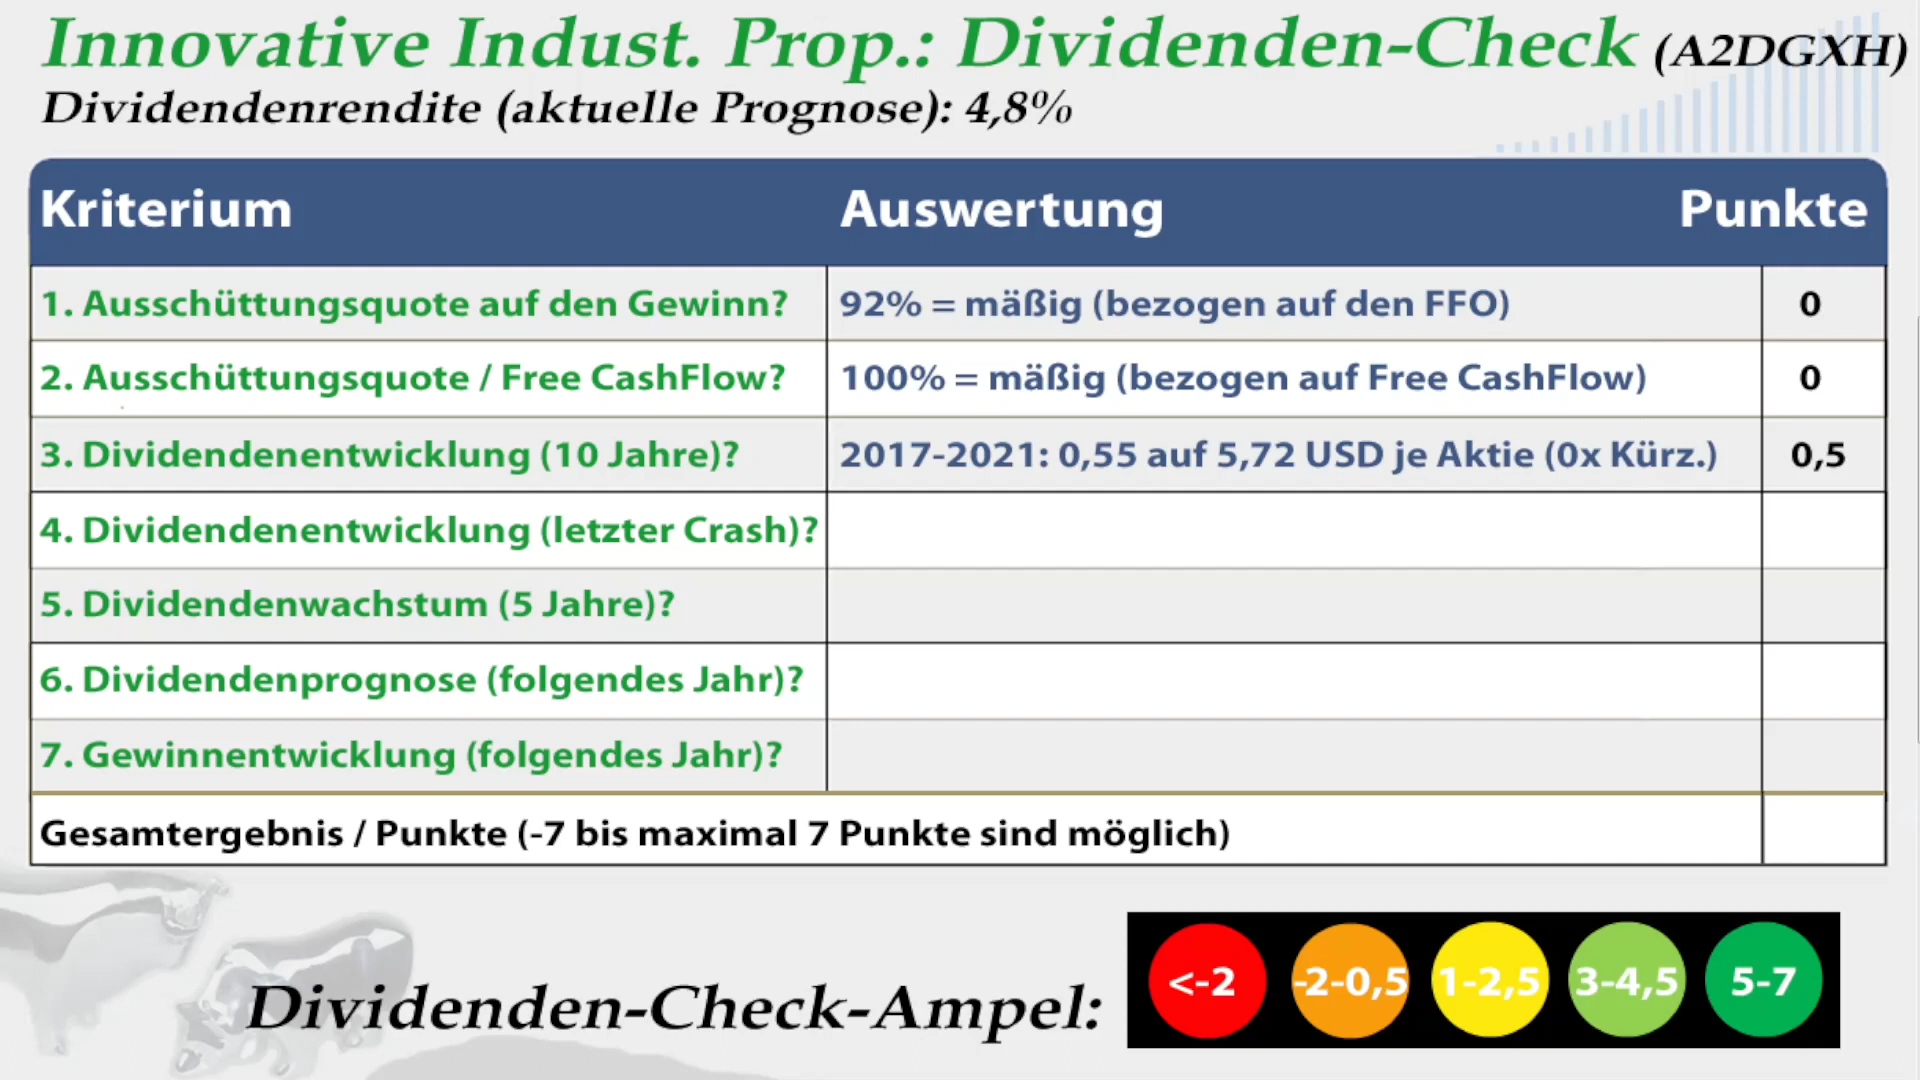 Innovative Indust. Prop.: Dividenden-Check (A2DGXH)
Dividendenrendite (aktuelle Prognose): 4,8%
Kriterium Auswertung Punkte
1. Ausschüttungsquote auf den Gewinn? 92% = mäßig (bezogen auf den FFO) 0
2. Ausschüttungsquote / Free CashFlow? 100% = mäßig (bezogen auf Free CashFlow) 0
3. Dividendenentwicklung (10 Jahre)? 2017-2021: 0,55 auf 5,72 USD je Aktie (0x Kürz.) 0,5
4. Dividendenentwicklung (letzter Crash)?
5. Dividendenwachstum (5 Jahre)?
6. Dividendenprognose (folgendes Jahr)?
7. Gewinnentwicklung (folgendes Jahr)?
Gesamtergebnis / Punkte (-7 bis maximal 7 Punkte sind möglich)
Dividenden-Check-Ampel: <-2 -2-0,5 1-2,5 3-4,5 5-7